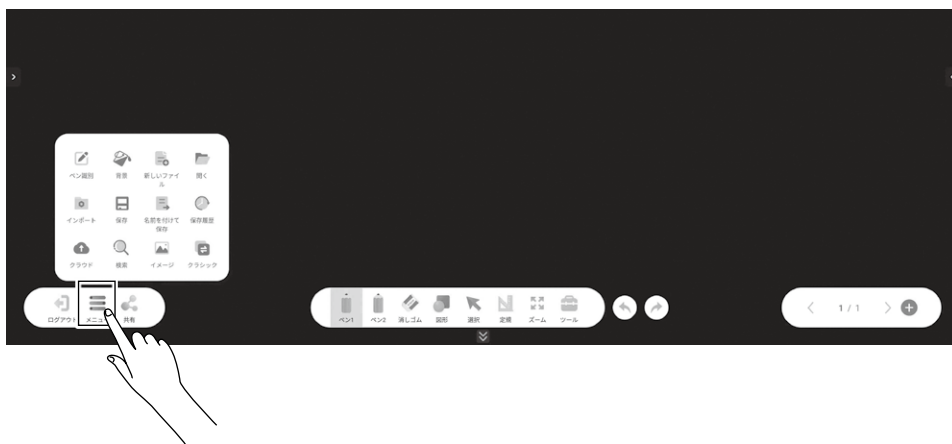 ペン識別 背景 新しいファイ 開く
ル
インポート 保存 名前を付けて 保存履歴
保存
クラウド 検索 イメージ クラシック
ログアウト メニュー 共有
ペン1 ペン2 消しゴム 図形 選択 定規 ズーム ツール
1 / 1